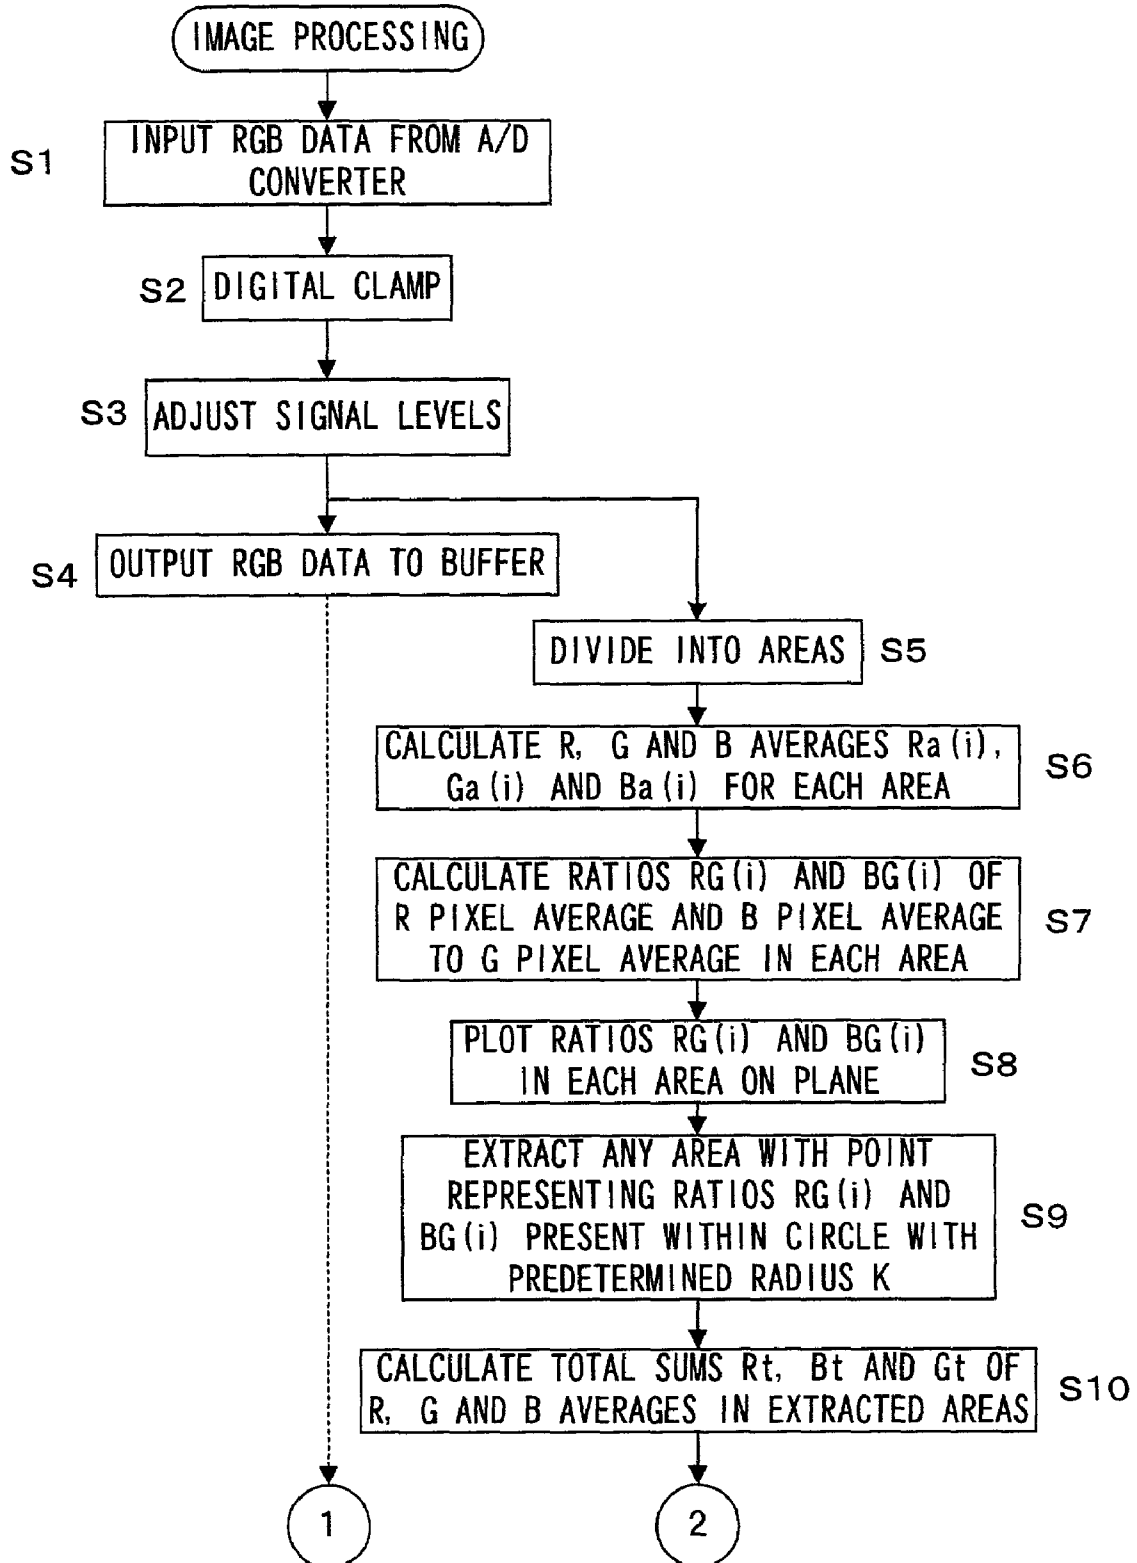 IMAGE PROCESSING
S1
INPUT RGB DATA FROM A/D
CONVERTER
S2
DIGITAL CLAMP
S3
ADJUST SIGNAL LEVELS
S4
OUTPUT RGB DATA TO BUFFER
DIVIDE INTO AREAS
S5
CALCULATE R, G AND B AVERAGES Ra(i),
Ga(i) AND Ba(i) FOR EACH AREA
S6
CALCULATE RATIOS RG(i) AND BG(i) OF
R PIXEL AVERAGE AND B PIXEL AVERAGE
TO G PIXEL AVERAGE IN EACH AREA
S7
PLOT RATIOS RG(i) AND BG(i)
IN EACH AREA ON PLANE
S8
EXTRACT ANY AREA WITH POINT
REPRESENTING RATIOS RG(i) AND
BG(i) PRESENT WITHIN CIRCLE WITH
PREDETERMINED RADIUS K
S9
CALCULATE TOTAL SUMS Rt, Bt AND Gt OF
R, G AND B AVERAGES IN EXTRACTED AREAS
S10
1
2